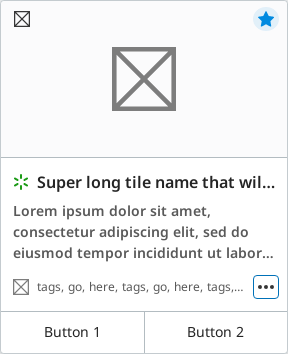 Super long tile name that wil...
Lorem ipsum dolor sit amet,
consectetur adipiscing elit, sed do
eiusmod tempor incididunt ut labor...
tags, go, here, tags, go, here, tags,...
Button 1
Button 2